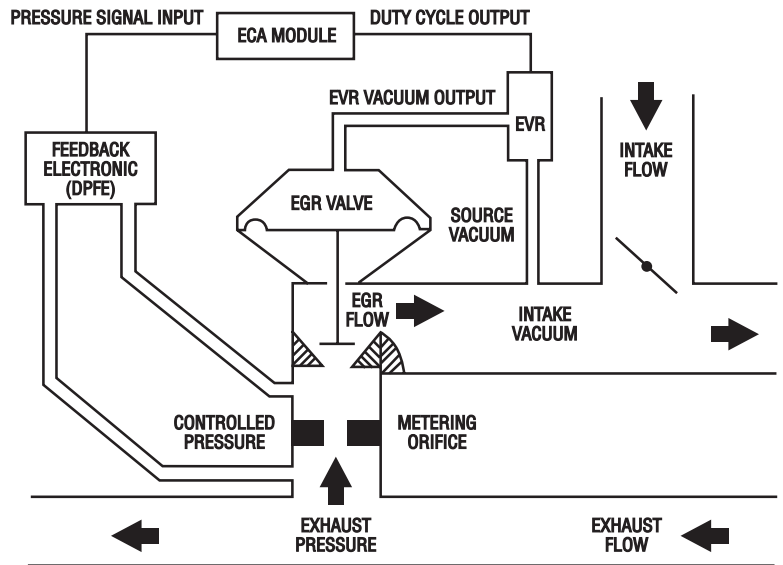 PRESSURE SIGNAL INPUT
ECA MODULE
DUTY CYCLE OUTPUT
EVR VACUUM OUTPUT
EVR
FEEDBACK
ELECTRONIC
(DPFE)
INTAKE
FLOW
EGR VALVE
SOURCE
VACUUM
EGR
FLOW
INTAKE
VACUUM
CONTROLLED
PRESSURE
METERING
ORIFICE
EXHAUST
PRESSURE
EXHAUST
FLOW